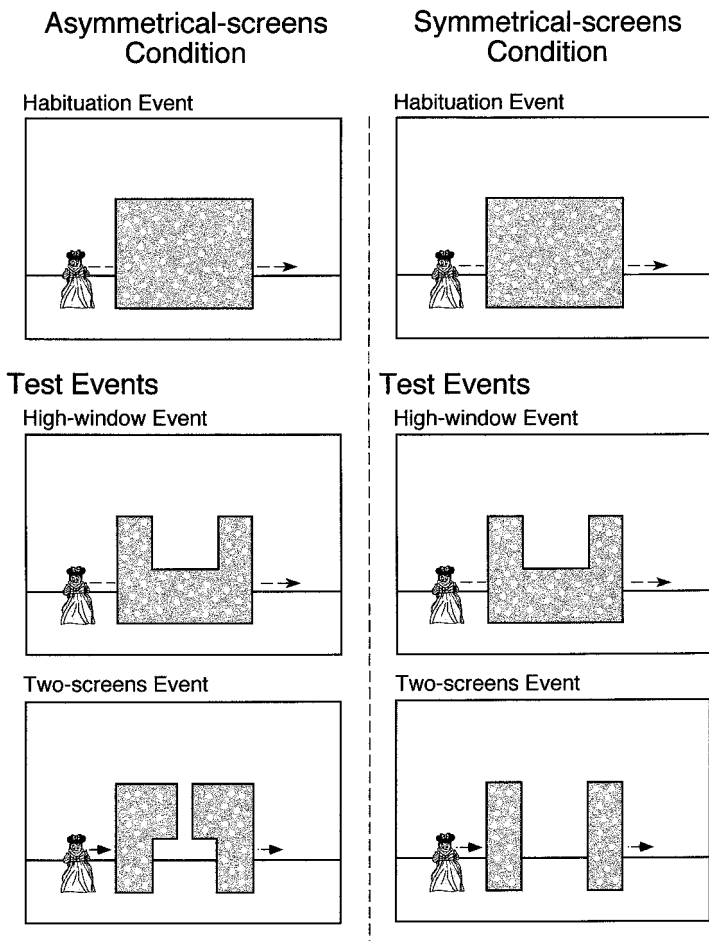 Asymmetrical-screens
Condition
Habituation Event
Test Events
High-window Event
Two-screens Event
Symmetrical-screens
Condition
Habituation Event
Test Events
High-window Event
Two-screens Event